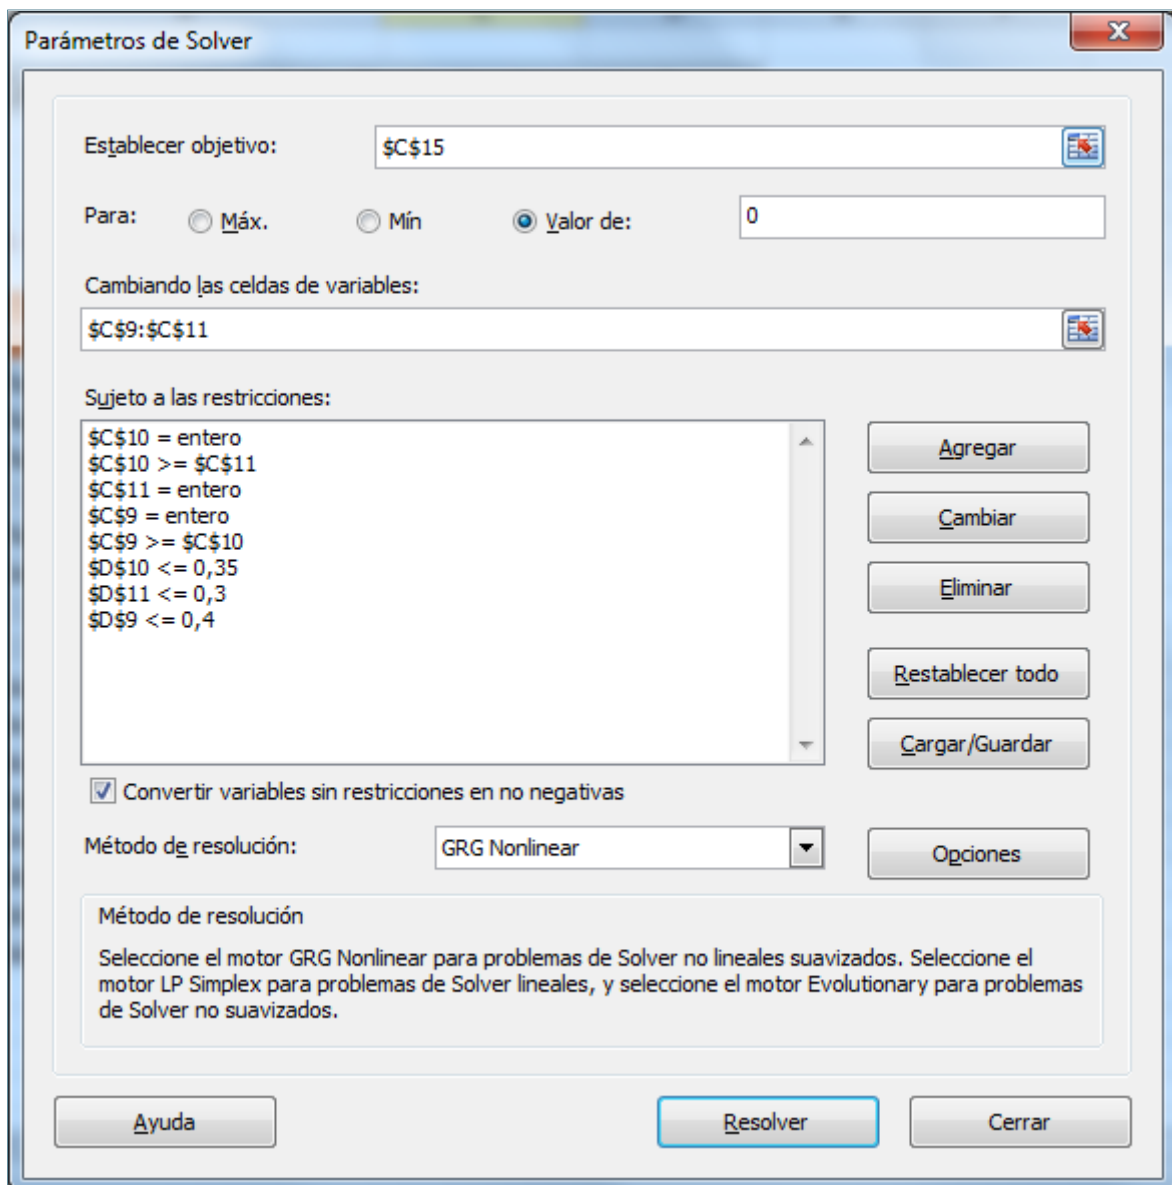 Parámetros de Solver
Establecer objetivo: $C$15
Para: Máx. Mín Valor de: 0
Cambiando las celdas de variables:
$C$9:$C$11
Sujeto a las restricciones:
$C$10 = entero
$C$10 >= $C$11
$C$11 = entero
$C$9 = entero
$C$9 >= $C$10
$D$10 <= 0,35
$D$11 <= 0,3
$D$9 <= 0,4
Agregar
Cambiar
Eliminar
Restablecer todo
Cargar/Guardar
Convertir variables sin restricciones en no negativas
Método de resolución: GRG Nonlinear Opciones
Método de resolución
Seleccione el motor GRG Nonlinear para problemas de Solver no lineales suavizados. Seleccione el
motor LP Simplex para problemas de Solver lineales, y seleccione el motor Evolutionary para problemas
de Solver no suavizados.
Ayuda Resolver Cerrar